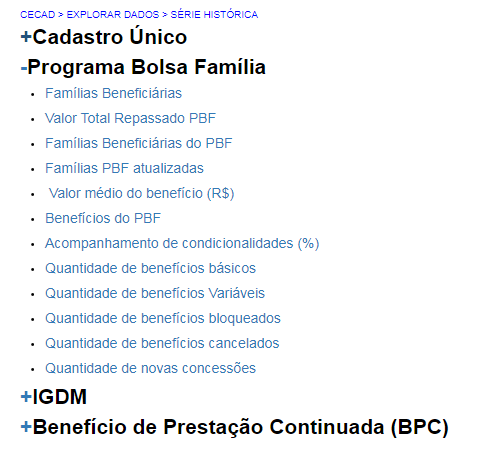 CECAD > EXPLORAR DADOS > SÉRIE HISTÓRICA
+Cadastro Único
-Programa Bolsa Família
• Famílias Beneficiárias
• Valor Total Repassado PBF
• Famílias Beneficiárias do PBF
• Famílias PBF atualizadas
• Valor médio do benefício (R$)
• Benefícios do PBF
• Acompanhamento de condicionalidades (%)
• Quantidade de benefícios básicos
• Quantidade de benefícios Variáveis
• Quantidade de benefícios bloqueados
• Quantidade de benefícios cancelados
• Quantidade de novas concessões
+IGDM
+Benefício de Prestação Continuada (BPC)